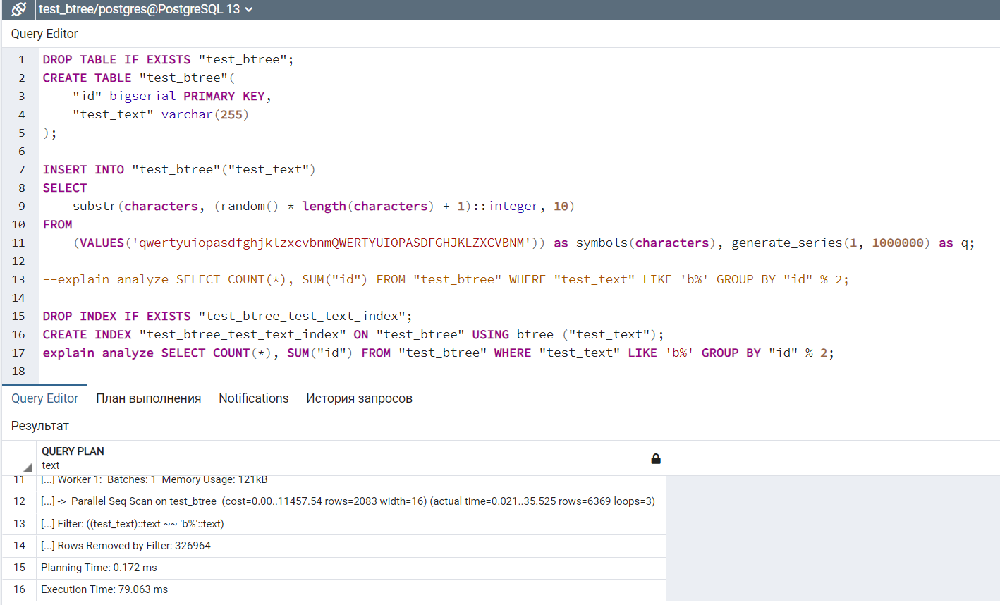 test_btree/postgres@PostgreSQL 13
Query Editor
1 DROP TABLE IF EXISTS "test_btree";
2 CREATE TABLE "test_btree"(
3 "id" bigserial PRIMARY KEY,
4 "test_text" varchar(255)
5 );
6
7 INSERT INTO "test_btree"("test_text")
8 SELECT
9 substr(characters, (random() * length(characters) + 1)::integer, 10)
10 FROM
11 (VALUES('qwertyuiopasdfghjklzxcvbnmQWERTYUIOPASDFGHJKLZXCVBNM')) as symbols(characters), generate_series(1, 1000000) as q;
12
13 --explain analyze SELECT COUNT(*), SUM("id") FROM "test_btree" WHERE "test_text" LIKE 'b%' GROUP BY "id" % 2;
14
15 DROP INDEX IF EXISTS "test_btree_test_text_index";
16 CREATE INDEX "test_btree_test_text_index" ON "test_btree" USING btree ("test_text");
17 explain analyze SELECT COUNT(*), SUM("id") FROM "test_btree" WHERE "test_text" LIKE 'b%' GROUP BY "id" % 2;
18
Query Editor План выполнения Notifications История запросов
Результат
QUERY PLAN
text
11 [...] Worker 1: Batches: 1 Memory Usage: 121kB
12 [...] -> Parallel Seq Scan on test_btree (cost=0.00..11457.54 rows=2083 width=16) (actual time=0.021..35.525 rows=6369 loops=3)
13 [...] Filter: ((test_text)::text ~~ 'b%'::text)
14 [...] Rows Removed by Filter: 326964
15 Planning Time: 0.172 ms
16 Execution Time: 79.063 ms